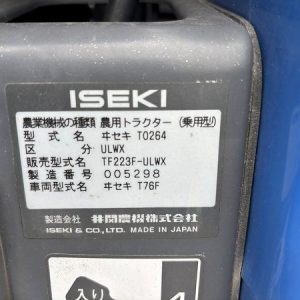 ISEKI
農業機械の種類 農用トラクター (乗用型)
型式名 ヰセキ TO264
区分 ULWX
販売型式名 TF223F-ULWX
製造番号 005298
車両型式名 ヰセキ T76F
製造会社 井関農機株式会社
ISEKI & CO., LTD. MADE IN JAPAN
入り